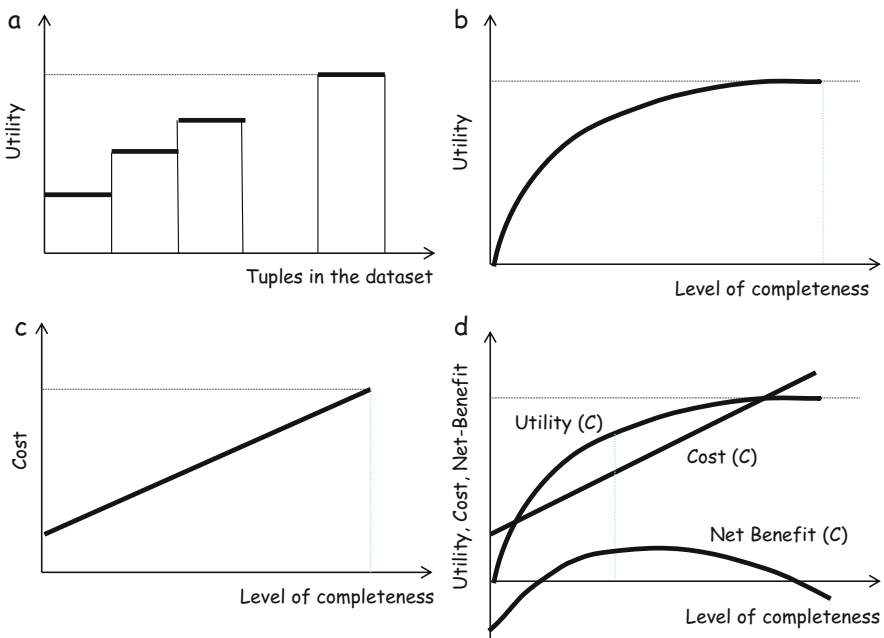 a
Utility
Tuples in the dataset
b
Utility
Level of completeness
c
Cost
Level of completeness
d
Utility, Cost, Net-Benefit
Utility (C)
Cost (C)
Net Benefit (C)
Level of completeness